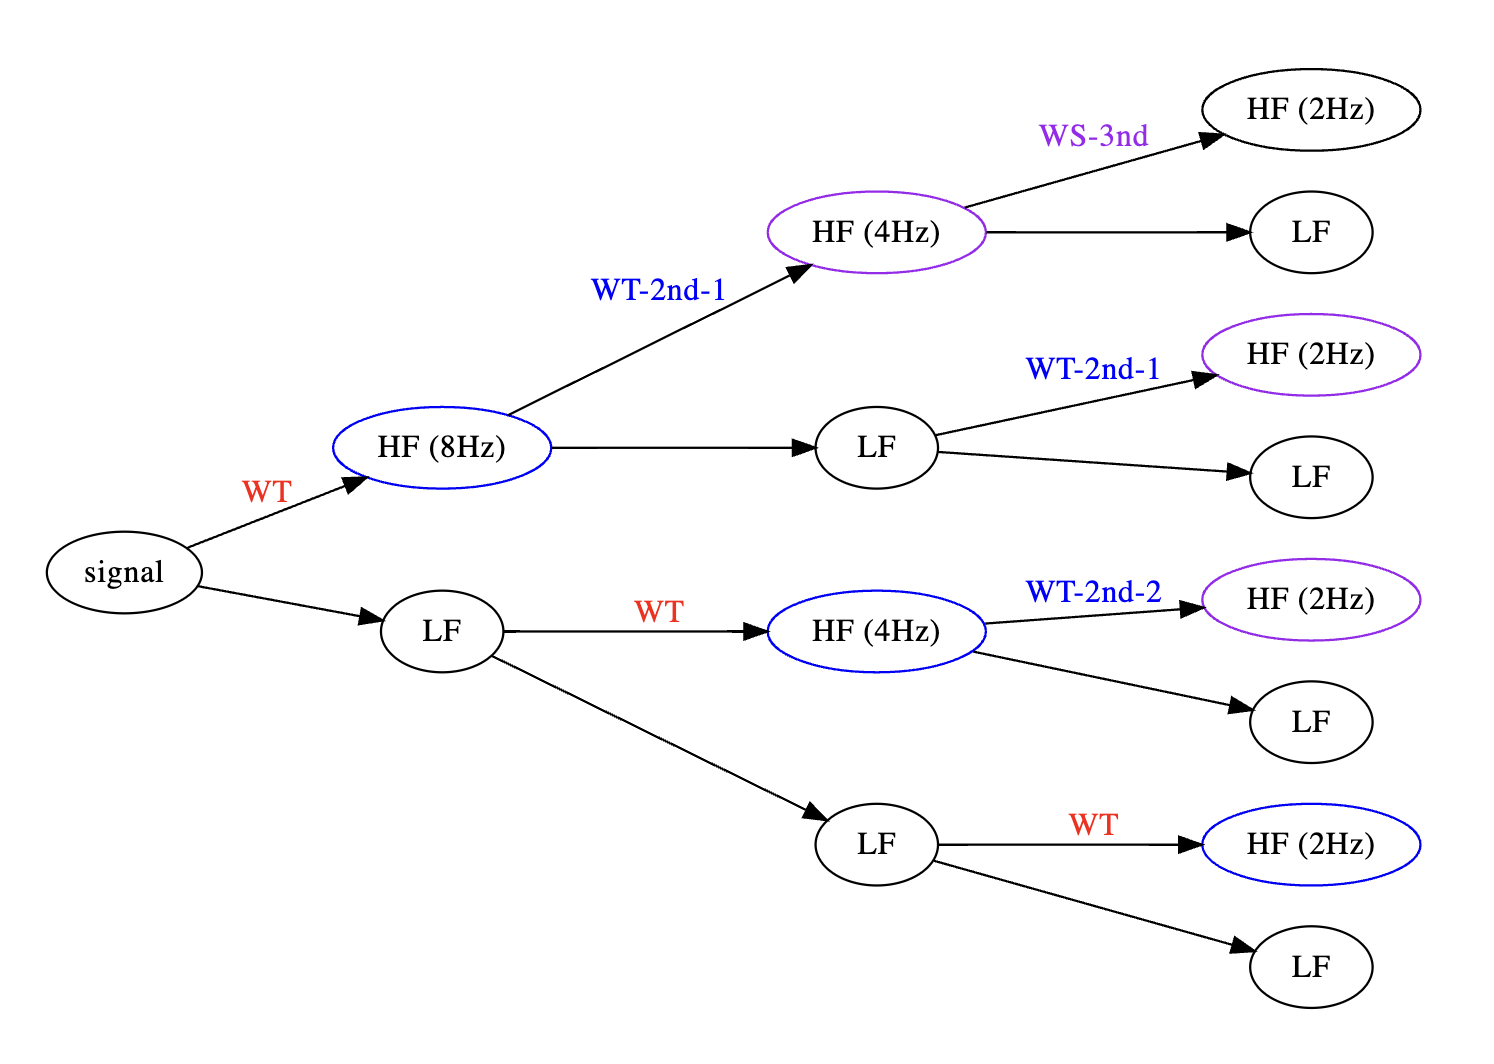 HF (2Hz)
WS-3nd
HF (4Hz)
LF
WT-2nd-1
HF (2Hz)
WT-2nd-1
HF (8Hz)
LF
LF
WT
signal
HF (2Hz)
WT-2nd-2
LF
WT
HF (4Hz)
LF
HF (2Hz)
WT
LF
LF